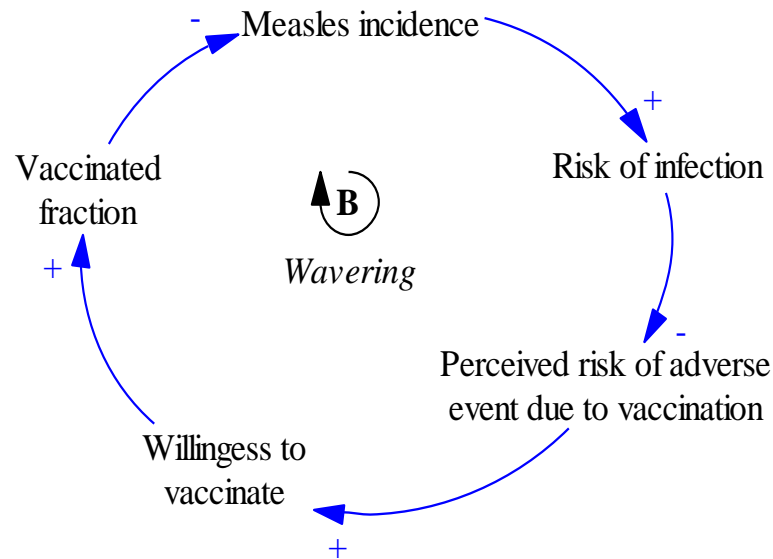 -
Measles incidence
+
Vaccinated
fraction
Risk of infection
B
+
Wavering
-
Perceived risk of adverse
event due to vaccination
Willingess to
vaccinate
+